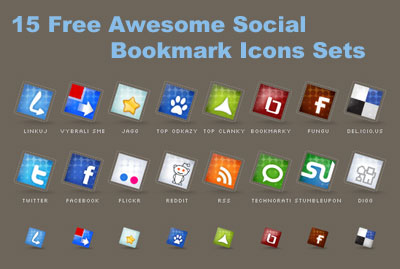 15 Free Awesome Social
Bookmark Icons Sets
LINKUJ VYBRALI SME JAGG TOP ODKAZY TOP CLANKY BOOKMARKY FUNGU DELICIO.US
TWITTER FACEBOOK FLICKR REDDIT RSS TECHNORATI STUMBLEUPON DIGG